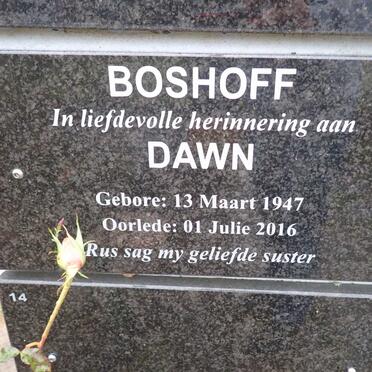 BOSHOFF
In liefdevolle herinnering aan
DAWN
Gebore: 13 Maart 1947
Oorlede: 01 Julie 2016
Rus sag my geliefde suster
14